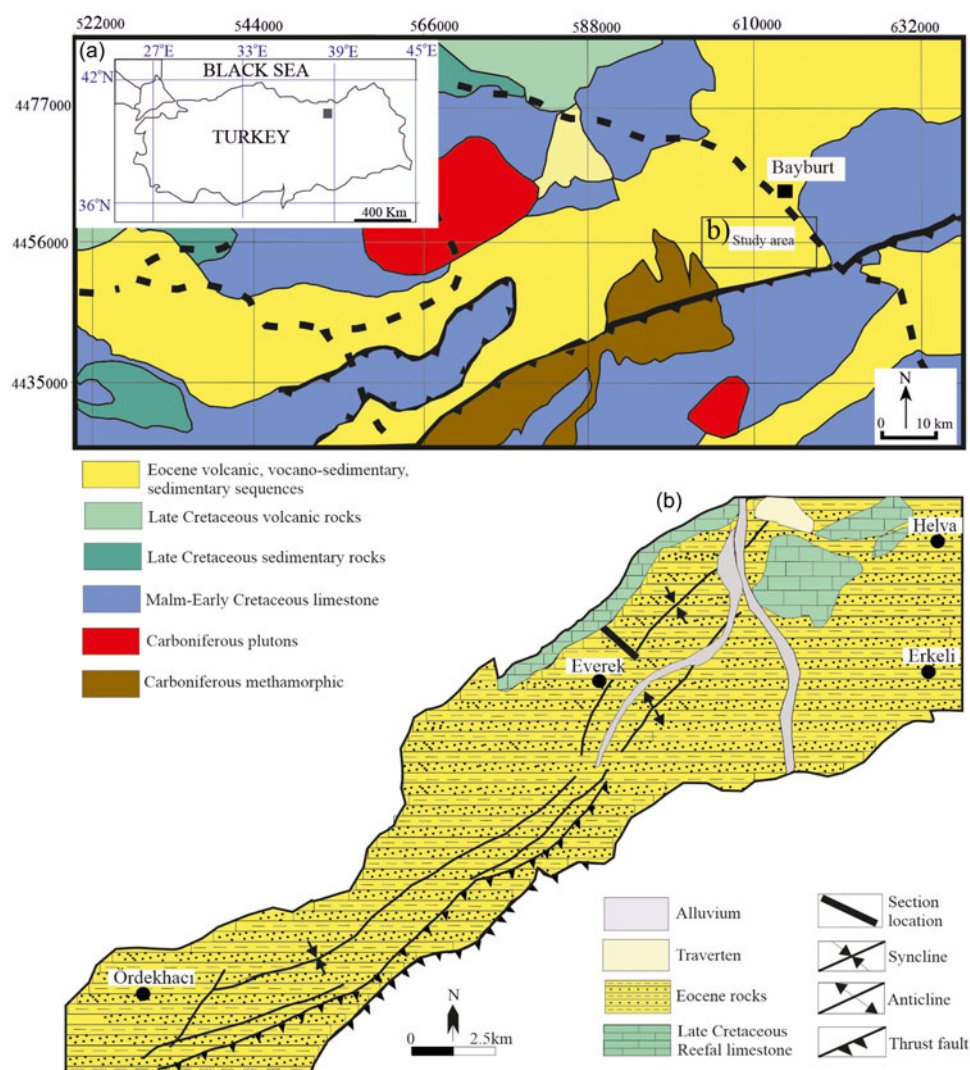 522000 544000 566000 588000 610000 632000
(a)
27°E 33°E 39°E 45°E
42°N
BLACK SEA
TURKEY
36°N
400 Km
4477000
4456000
4435000
Bayburt
b)
Study area
N
0 10 km
Eocene volcanic, vocano-sedimentary,
sedimentary sequences
Late Cretaceous volcanic rocks
Late Cretaceous sedimentary rocks
Malm-Early Cretaceous limestone
Carboniferous plutons
Carboniferous methamorphic
(b)
Helva
Everek
Erkeli
Ördekhacı
N
0 2.5km
Alluvium
Traverten
Eocene rocks
Late Cretaceous
Reefal limestone
Section
location
Syncline
Anticline
Thrust fault